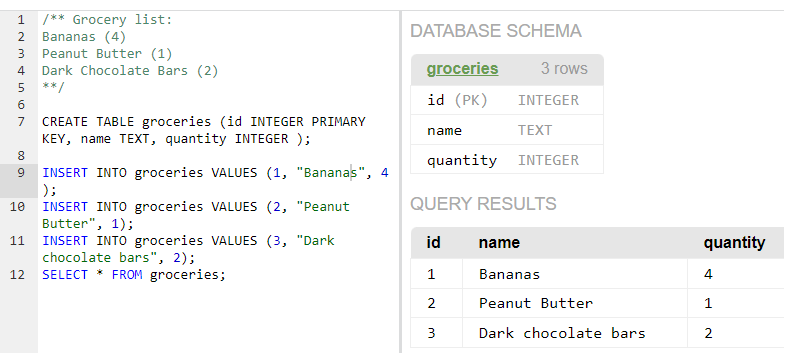 1 /** Grocery list:
2 Bananas (4)
3 Peanut Butter (1)
4 Dark Chocolate Bars (2)
5 **/
6
7 CREATE TABLE groceries (id INTEGER PRIMARY
KEY, name TEXT, quantity INTEGER );
8
9 INSERT INTO groceries VALUES (1, "Bananas", 4
);
10 INSERT INTO groceries VALUES (2, "Peanut
Butter", 1);
11 INSERT INTO groceries VALUES (3, "Dark
chocolate bars", 2);
12 SELECT * FROM groceries;
DATABASE SCHEMA
groceries 3 rows
id (PK) INTEGER
name TEXT
quantity INTEGER
QUERY RESULTS
id name quantity
1 Bananas 4
2 Peanut Butter 1
3 Dark chocolate bars 2